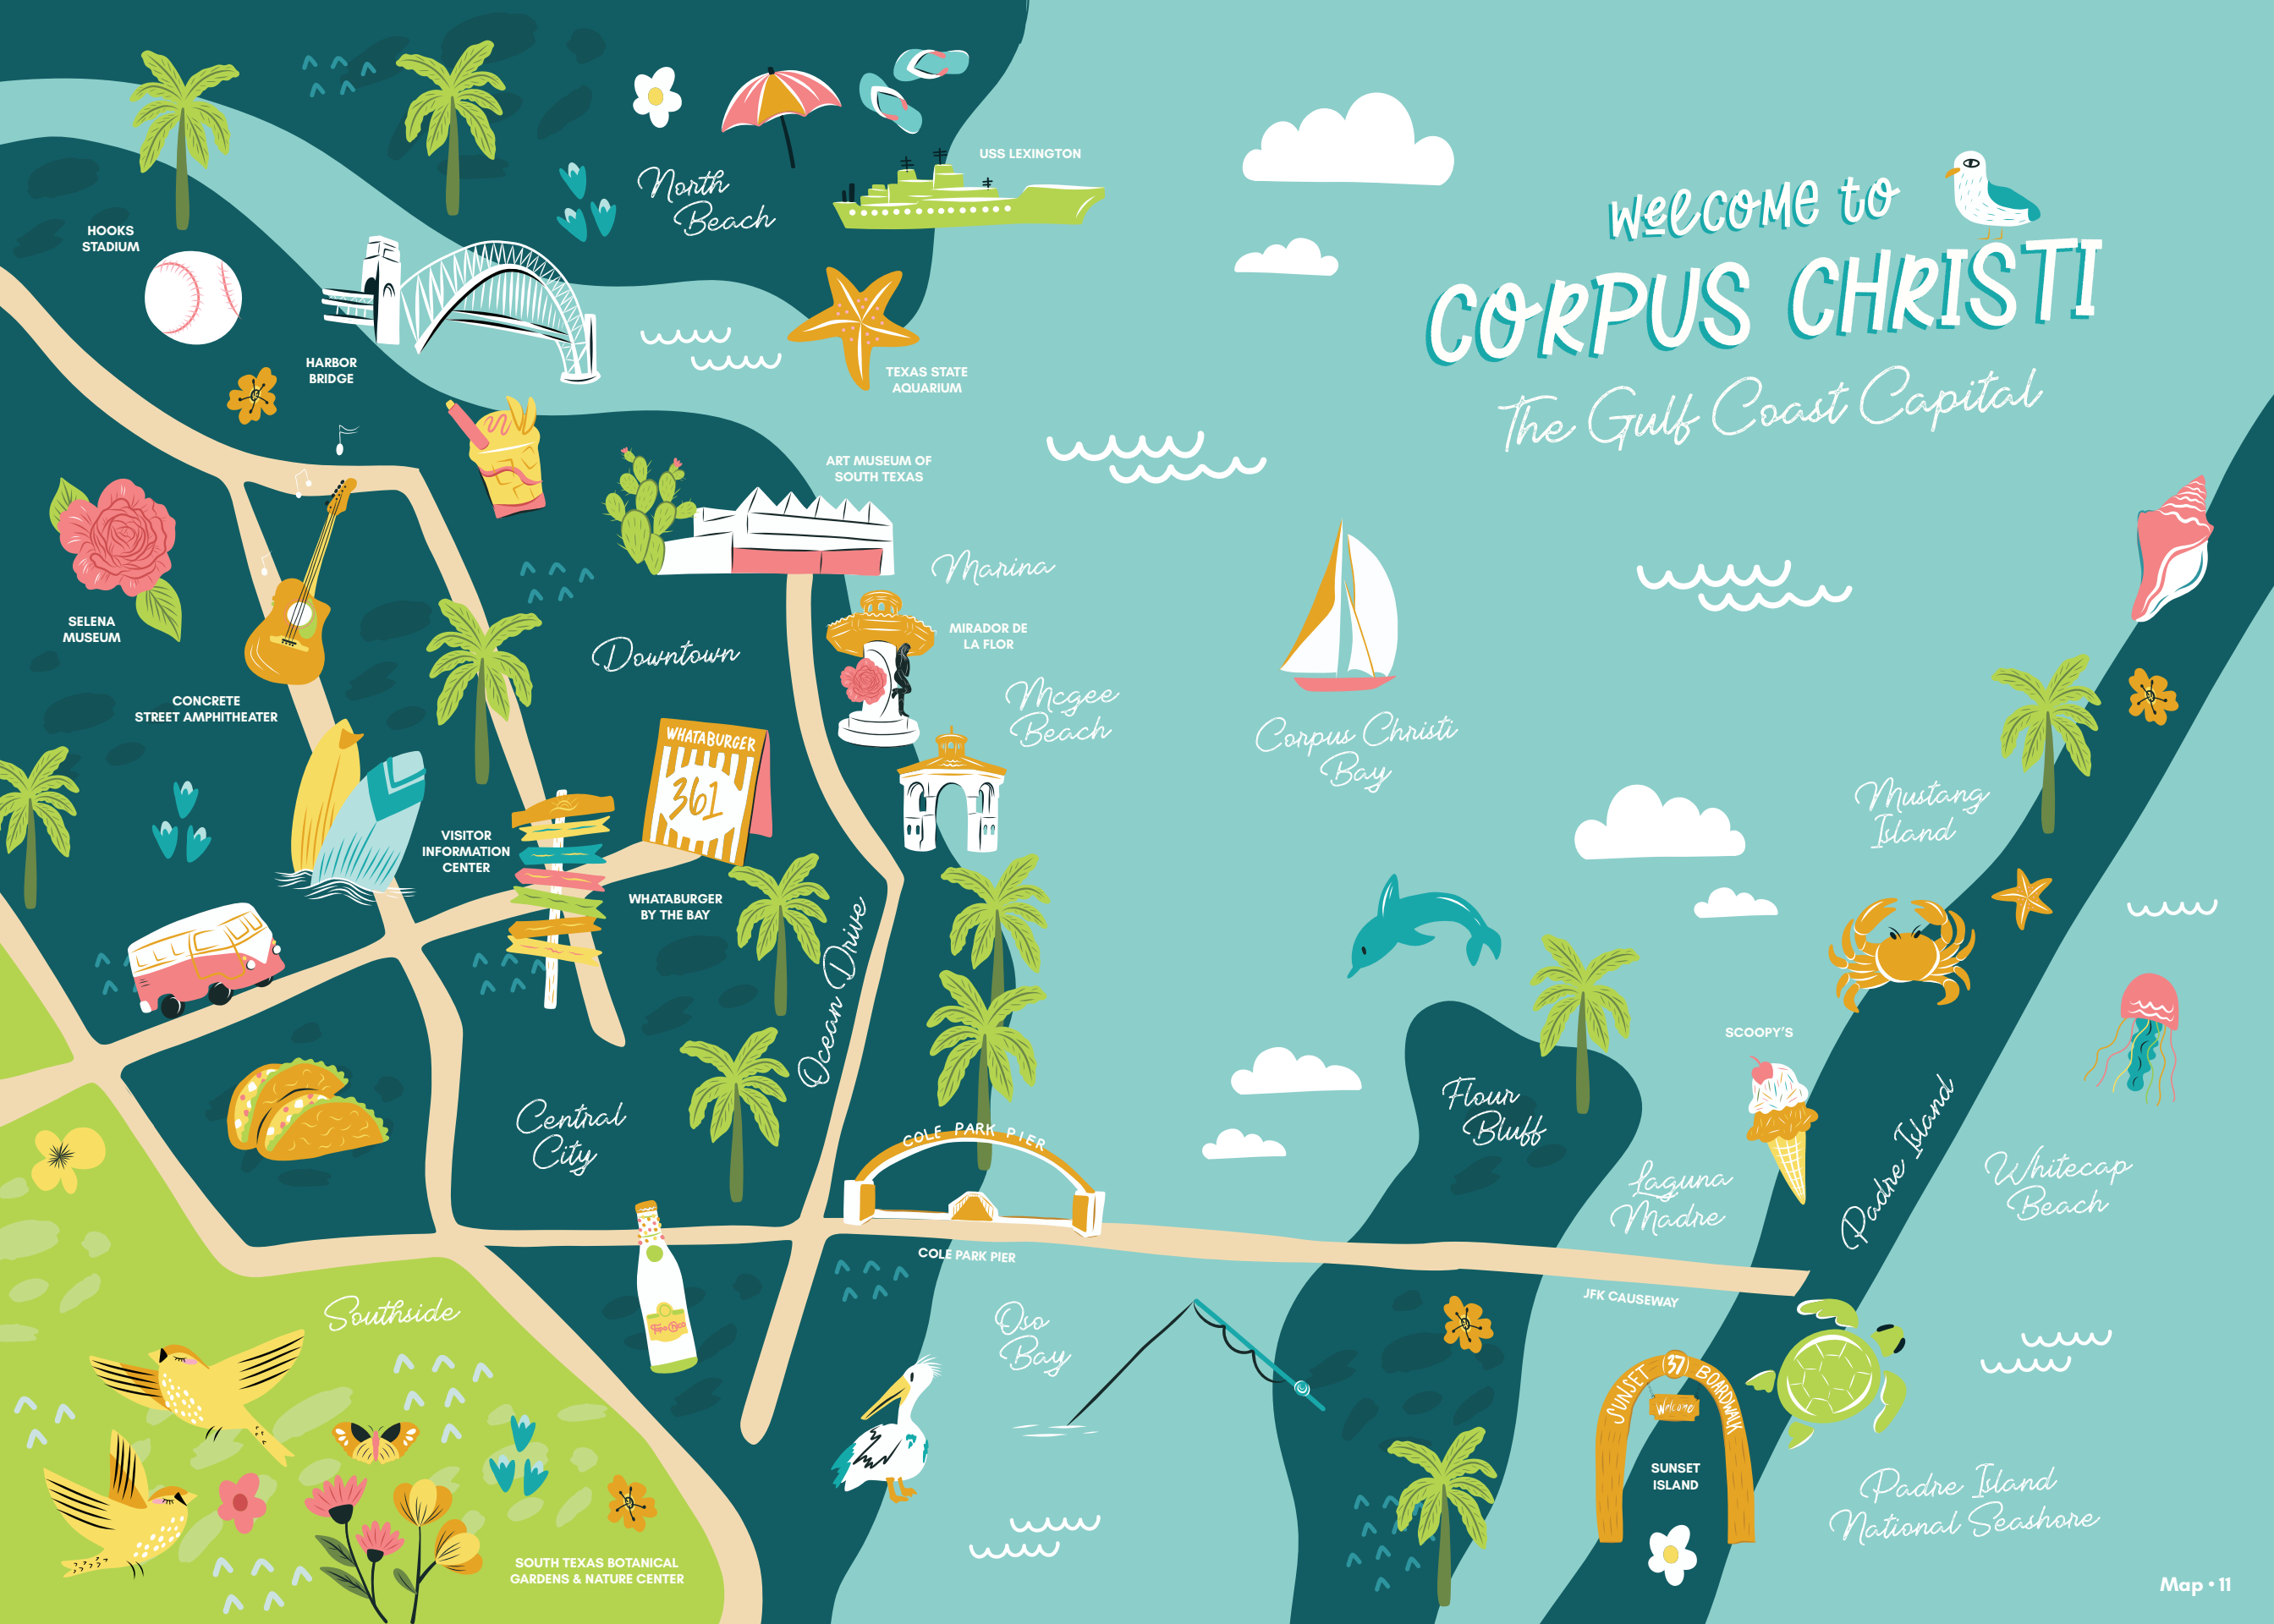 WELCOME TO
CORPUS CHRISTI
The Gulf Coast Capital
USS LEXINGTON
North
Beach
HOOKS
STADIUM
HARBOR
BRIDGE
TEXAS STATE
AQUARIUM
ART MUSEUM OF
SOUTH TEXAS
Marina
SELENA
MUSEUM
MIRADOR DE
LA FLOR
Downtown
Mcgee
Beach
CONCRETE
STREET AMPHITHEATER
Corpus Christi
Bay
WHATABURGER
361
Mustang
Island
VISITOR
INFORMATION
CENTER
WHATABURGER
BY THE BAY
Ocean Drive
SCOOPY'S
Flour
Bluff
Central
City
COLE PARK PIER
Padre Island
Laguna
Madre
Whitecap
Beach
COLE PARK PIER
JFK CAUSEWAY
Southside
Oso
Bay
Topo Chico
SUNSET 37 BOARDWALK
Welcome
SUNSET
ISLAND
Padre Island
National Seashore
SOUTH TEXAS BOTANICAL
GARDENS & NATURE CENTER
Map • 11